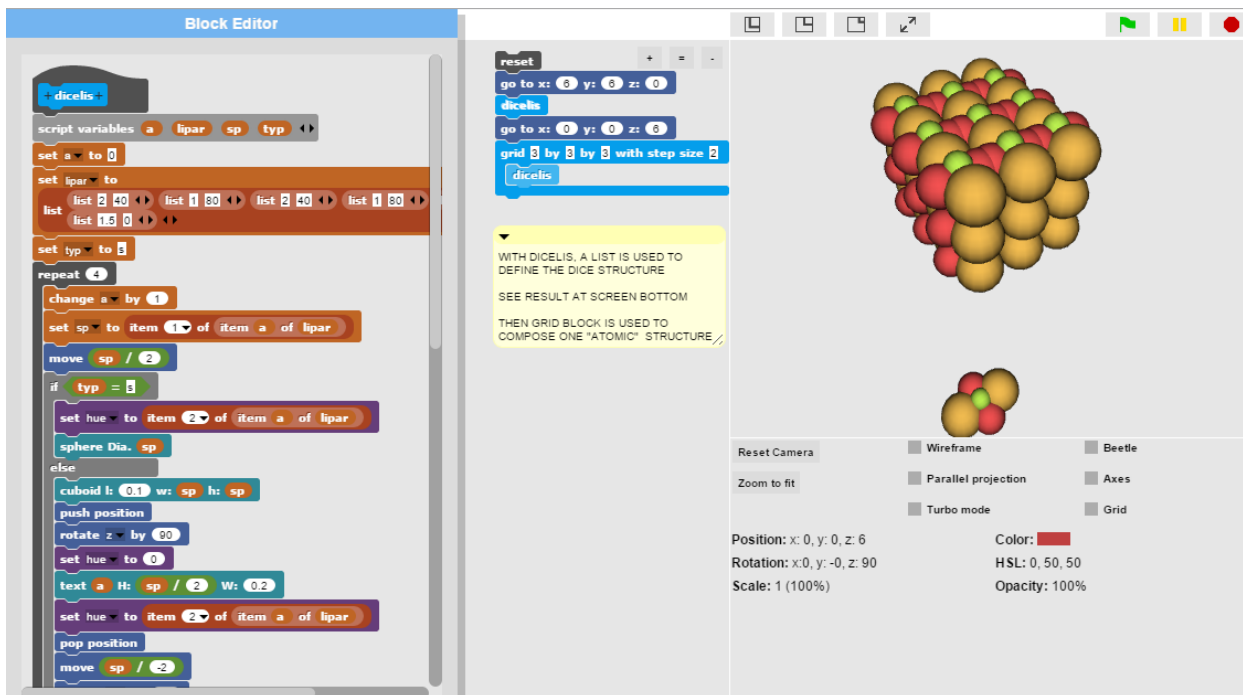 Block Editor
+dicelis+
script variables a lipar sp typ
set a to 0
set lipar to
list list 2 40 list 1 80 list 2 40 list 1 80
list 1.5 0
set typ to s
repeat 4
change a by 1
set sp to item 1 of item a of lipar
move sp / 2
if typ = s
set hue to item 2 of item a of lipar
sphere Dia. sp
else
cuboid l: 0.1 w: sp h: sp
push position
rotate z by 90
set hue to 0
text a H: sp / 2 W: 0.2
set hue to item 2 of item a of lipar
pop position
move sp / -2
+ = -
reset
go to x: 6 y: 6 z: 0
dicelis
go to x: 0 y: 0 z: 6
grid 3 by 3 by 3 with step size 2
dicelis
WITH DICELIS, A LIST IS USED TO
DEFINE THE DICE STRUCTURE
SEE RESULT AT SCREEN BOTTOM
THEN GRID BLOCK IS USED TO
COMPOSE ONE "ATOMIC" STRUCTURE
Reset Camera
Zoom to fit
Wireframe
Parallel projection
Turbo mode
Beetle
Axes
Grid
Position: x: 0, y: 0, z: 6
Rotation: x:0, y: -0, z: 90
Scale: 1 (100%)
Color:
HSL: 0, 50, 50
Opacity: 100%